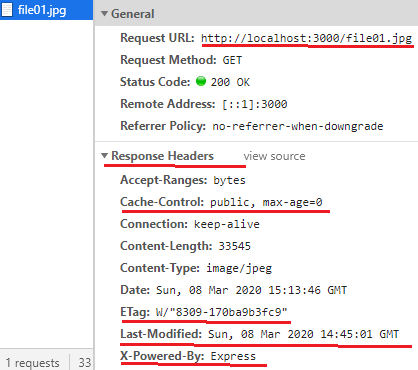 file01.jpg
General
Request URL: http://localhost:3000/file01.jpg
Request Method: GET
Status Code: 200 OK
Remote Address: [::1]:3000
Referrer Policy: no-referrer-when-downgrade
Response Headers view source
Accept-Ranges: bytes
Cache-Control: public, max-age=0
Connection: keep-alive
Content-Length: 33545
Content-Type: image/jpeg
Date: Sun, 08 Mar 2020 15:13:46 GMT
ETag: W/"8309-170ba9b3fc9"
Last-Modified: Sun, 08 Mar 2020 14:45:01 GMT
X-Powered-By: Express
1 requests 33